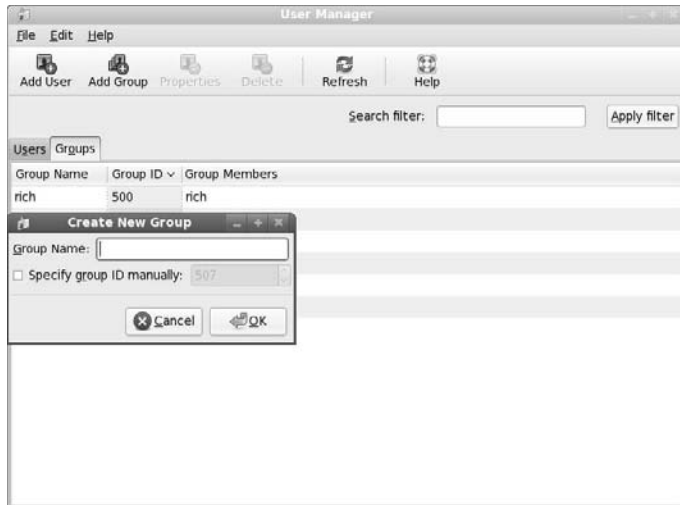 User Manager
File Edit Help
Add User Add Group Properties Delete Refresh Help
Search filter: Apply filter
Users Groups
Group Name Group ID Group Members
rich 500 rich
Create New Group
Group Name:
Specify group ID manually: 507
Cancel OK